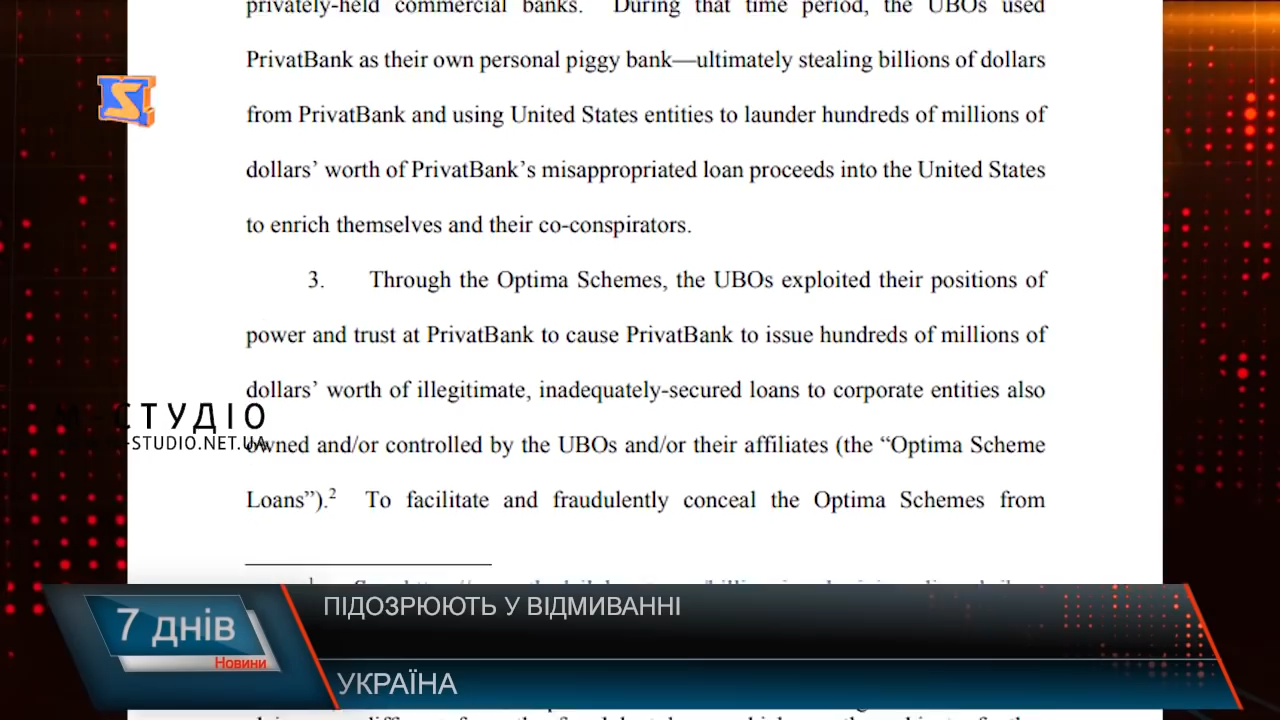 privately-held commercial banks. During that time period, the UBOs used
PrivatBank as their own personal piggy bank—ultimately stealing billions of dollars
from PrivatBank and using United States entities to launder hundreds of millions of
dollars’ worth of PrivatBank’s misappropriated loan proceeds into the United States
to enrich themselves and their co-conspirators.
3. Through the Optima Schemes, the UBOs exploited their positions of
power and trust at PrivatBank to cause PrivatBank to issue hundreds of millions of
dollars’ worth of illegitimate, inadequately-secured loans to corporate entities also
М-СТУДІО
-STUDIO.NET.UA
owned and/or controlled by the UBOs and/or their affiliates (the “Optima Scheme
Loans”).2 To facilitate and fraudulently conceal the Optima Schemes from
ПІДОЗРЮЮТЬ У ВІДМИВАННІ
7 днів
Новини
УКРАЇНА